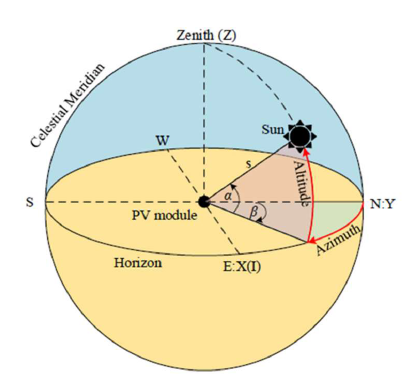 Zenith (Z)
Celestial Meridian
Sun
W
s
Altitude
α
S
β
N:Y
PV module
Azimuth
Horizon
E:X(I)